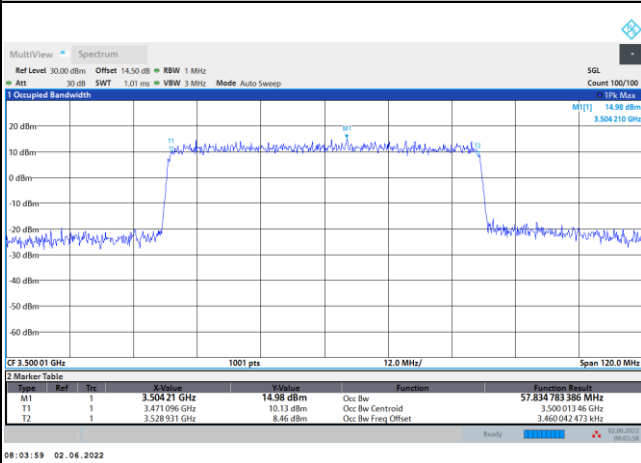 MultiView Spectrum
Ref Level 30.00 dBm Offset 14.50 dB RBW 1 MHz SGL
Att 30 dB SWT 1.01 ms VBW 3 MHz Mode Auto Sweep Count 100/100
1 Occupied Bandwidth 1Pk Max
M1[1] 14.98 dBm
3.504 210 GHz
20 dBm
M1
T1
T2
10 dBm
0 dBm
-10 dBm
-20 dBm
-30 dBm
-40 dBm
-50 dBm
-60 dBm
CF 3.500 01 GHz 1001 pts 12.0 MHz/ Span 120.0 MHz
2 Marker Table
Type Ref Trc X-Value Y-Value Function Function Result
M1 1 3.504 21 GHz 14.98 dBm Occ Bw 57.834 783 386 MHz
T1 1 3.471 096 GHz 10.13 dBm Occ Bw Centroid 3.500 013 46 GHz
T2 1 3.528 931 GHz 8.46 dBm Occ Bw Freq Offset 3.460 042 473 kHz
Ready 02.06.2022
08:03:58
08:03:59 02.06.2022